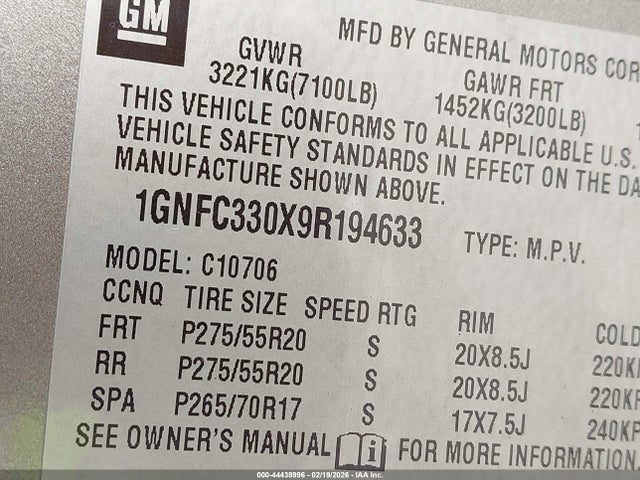 GM
MFD BY GENERAL MOTORS COR
GVWR GAWR FRT
3221KG(7100LB) 1452KG(3200LB)
THIS VEHICLE CONFORMS TO ALL APPLICABLE U.S.
VEHICLE SAFETY STANDARDS IN EFFECT ON THE DA
MANUFACTURE SHOWN ABOVE.
1GNFC330X9R194633 TYPE: M.P.V.
MODEL: C10706
CCNQ TIRE SIZE SPEED RTG RIM COLD
FRT P275/55R20 S 20X8.5J 220KP
RR P275/55R20 S 20X8.5J 220KP
SPA P265/70R17 S 17X7.5J 240KP
SEE OWNER'S MANUAL i FOR MORE INFORMATION.
000-44438996 - 02/19/2026 - IAA Inc.